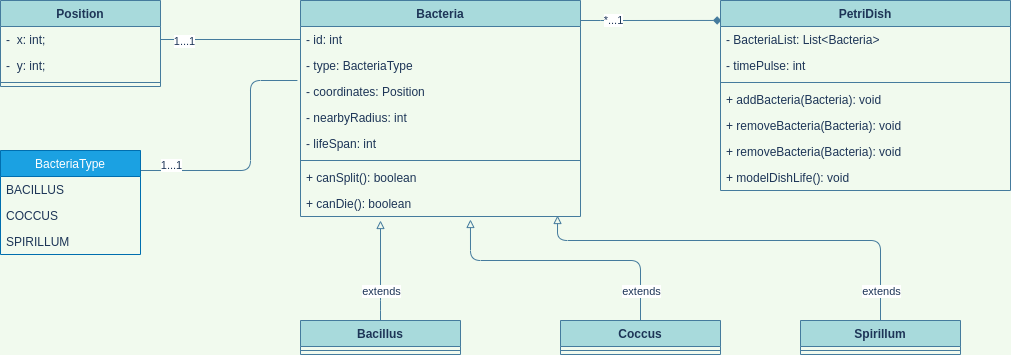 Position
- x: int;
- y: int;
1...1
BacteriaType
BACILLUS
COCCUS
SPIRILLUM
1...1
Bacteria
- id: int
- type: BacteriaType
- coordinates: Position
- nearbyRadius: int
- lifeSpan: int
+ canSplit(): boolean
+ canDie(): boolean
*...1
PetriDish
- BacteriaList: List<Bacteria>
- timePulse: int
+ addBacteria(Bacteria): void
+ removeBacteria(Bacteria): void
+ removeBacteria(Bacteria): void
+ modelDishLife(): void
extends
extends
extends
Bacillus
Coccus
Spirillum